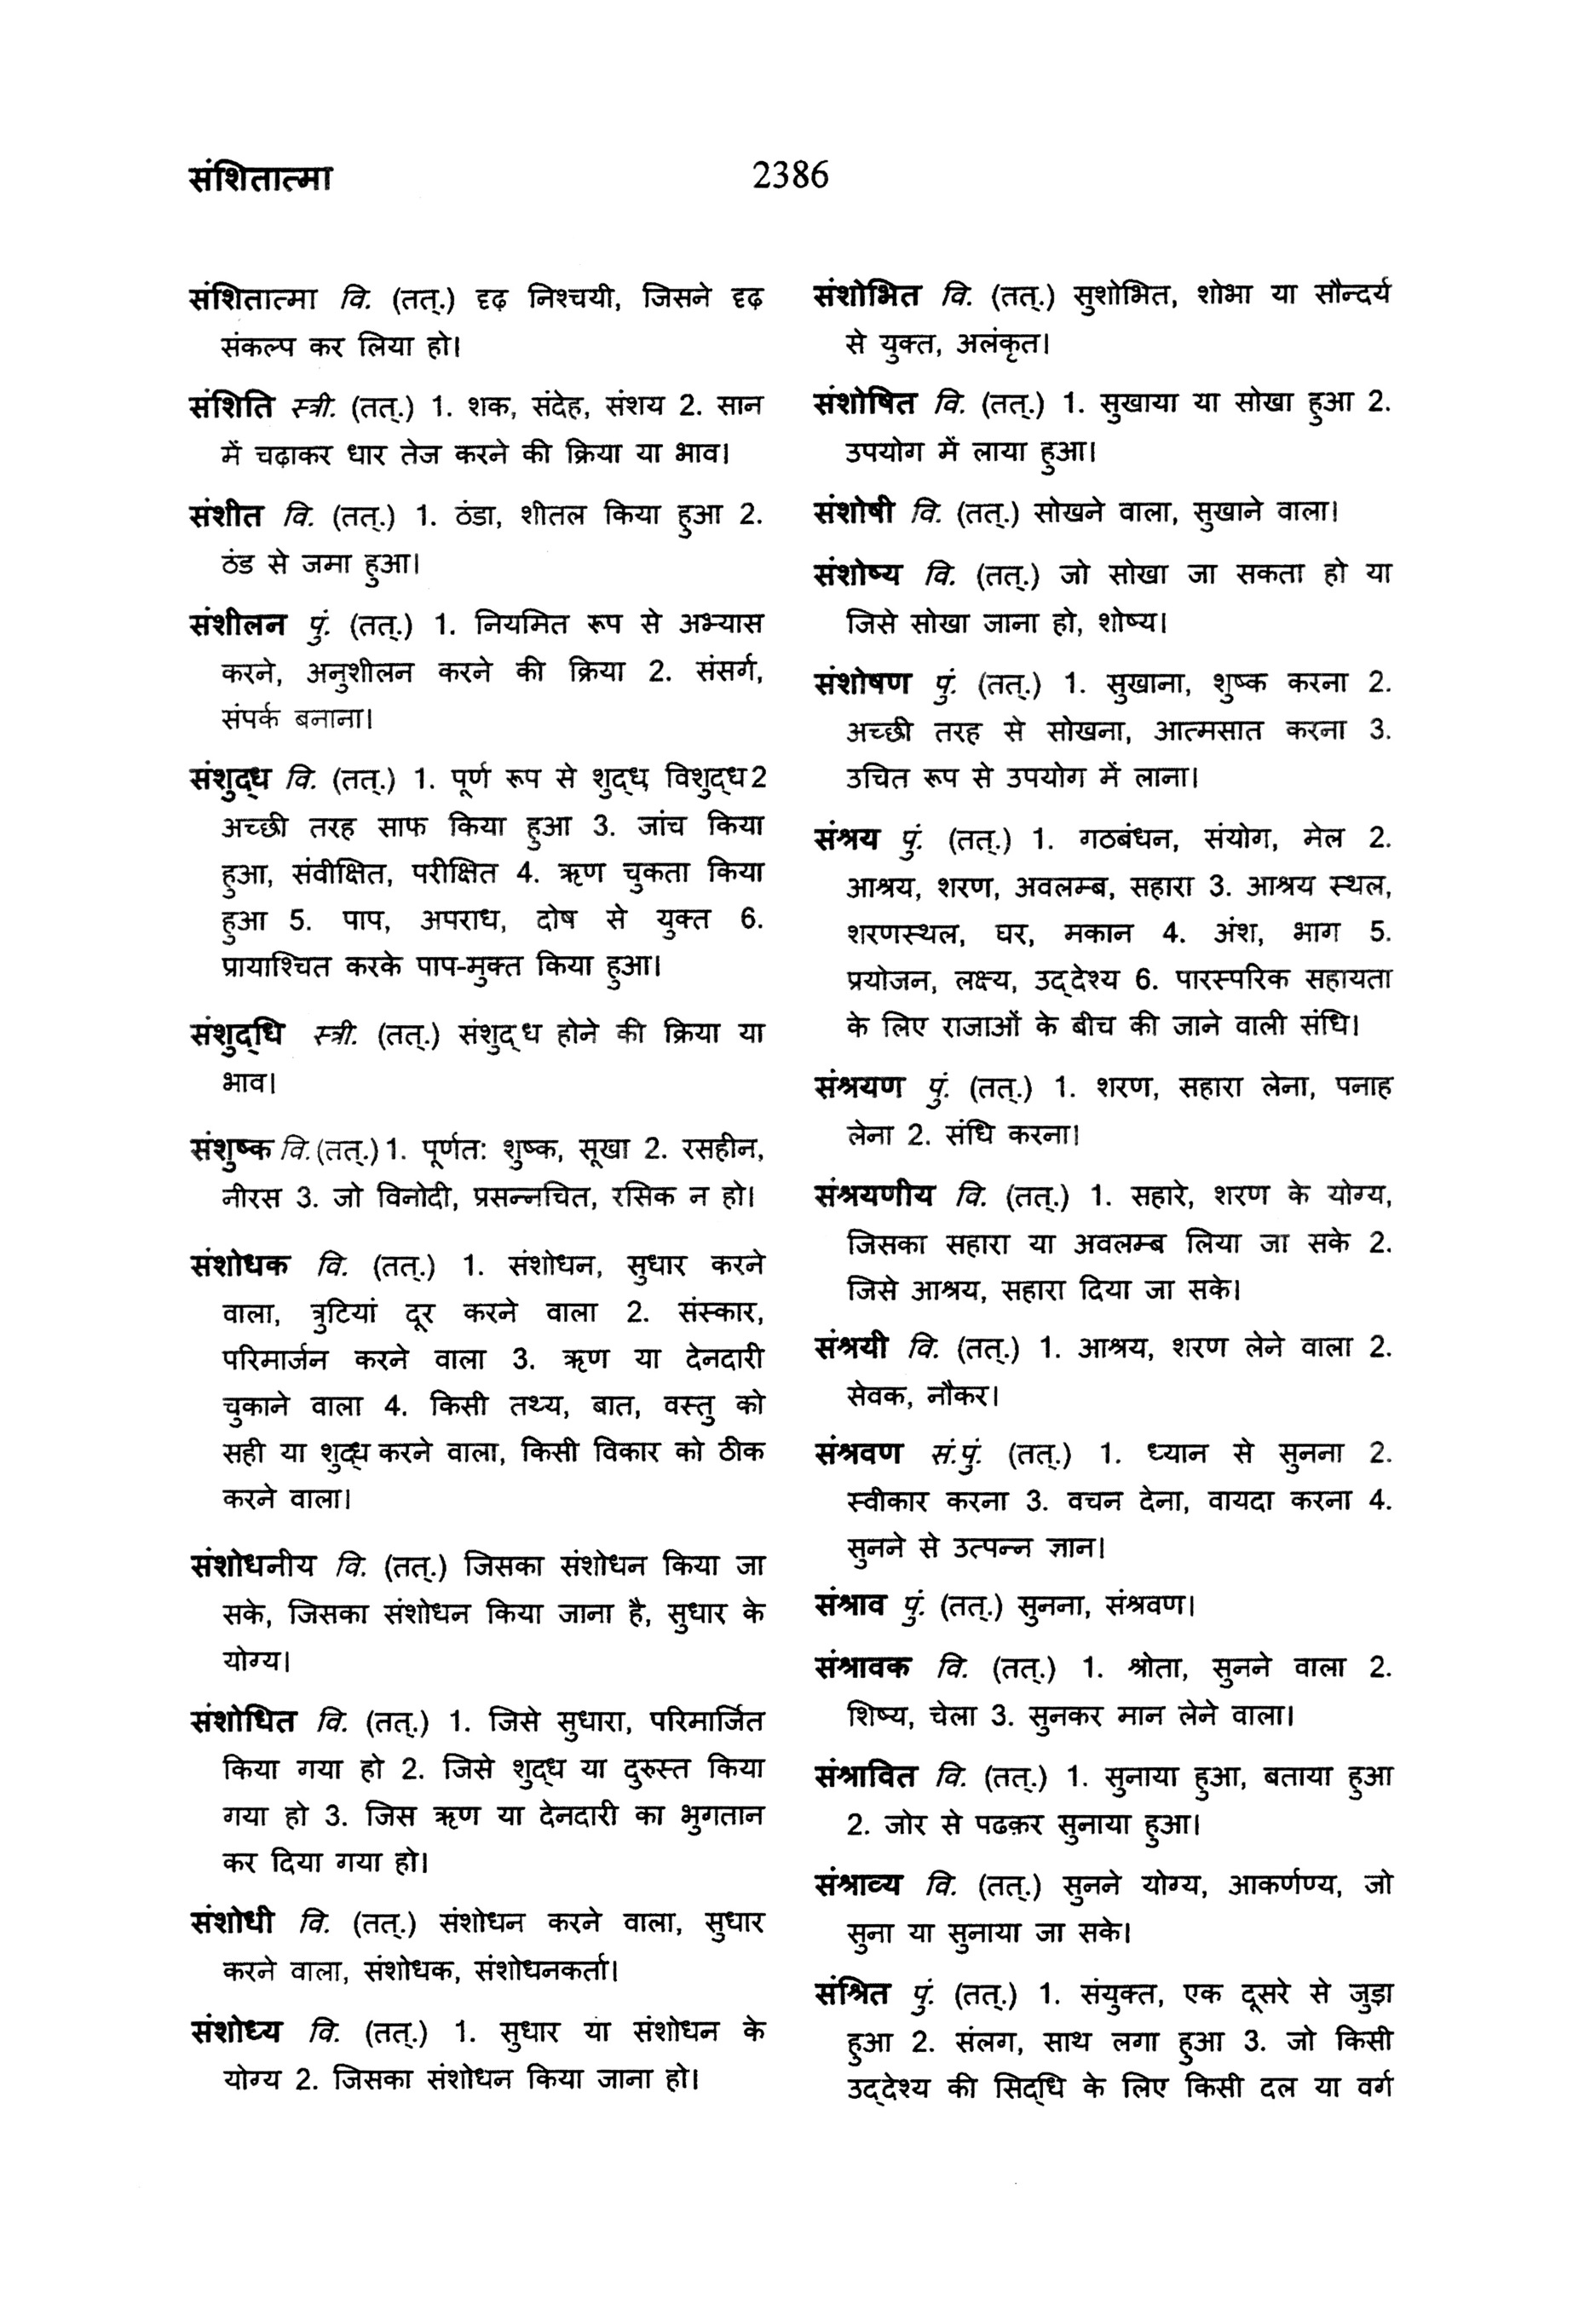 संशितात्मा
2386
संशितात्मा वि. (तत्.) दृढ़ निश्चयी, जिसने दृढ़
संकल्प कर लिया हो।
संशिति स्त्री. (तत्.) 1. शक, संदेह, संशय 2. सान
में चढ़ाकर धार तेज करने की क्रिया या भाव।
संशीत वि. (तत्.) 1. ठंडा, शीतल किया हुआ 2.
ठंड से जमा हुआ।
संशीलन पुं. (तत्.) 1. नियमित रूप से अभ्यास
करने, अनुशीलन करने की क्रिया 2. संसर्ग,
संपर्क बनाना।
संशुद्ध वि. (तत्.) 1. पूर्ण रूप से शुद्ध, विशुद्ध 2
अच्छी तरह साफ किया हुआ 3. जांच किया
हुआ, संवीक्षित, परीक्षित 4. ऋण चुकता किया
हुआ 5. पाप, अपराध, दोष से युक्त 6.
प्रायाश्चित करके पाप-मुक्त किया हुआ।
संशुद्धि स्त्री. (तत्.) संशुद्ध होने की क्रिया या
भाव।
संशुष्क वि. (तत्.) 1. पूर्णत: शुष्क, सूखा 2. रसहीन,
नीरस 3. जो विनोदी, प्रसन्नचित, रसिक न हो।
संशोधक वि. (तत्.) 1. संशोधन, सुधार करने
वाला, त्रुटियां दूर करने वाला 2. संस्कार,
परिमार्जन करने वाला 3. ऋण या देनदारी
चुकाने वाला 4. किसी तथ्य, बात, वस्तु को
सही या शुद्ध करने वाला, किसी विकार को ठीक
करने वाला।
संशोधनीय वि. (तत्.) जिसका संशोधन किया जा
सके, जिसका संशोधन किया जाना है, सुधार के
योग्य।
संशोधित वि. (तत्.) 1. जिसे सुधारा, परिमार्जित
किया गया हो 2. जिसे शुद्ध या दुरुस्त किया
गया हो 3. जिस ऋण या देनदारी का भुगतान
कर दिया गया हो।
संशोधी वि. (तत्.) संशोधन करने वाला, सुधार
करने वाला, संशोधक, संशोधनकर्ता।
संशोध्य वि. (तत्.) 1. सुधार या संशोधन के
योग्य 2. जिसका संशोधन किया जाना हो।
संशोभित वि. (तत्.) सुशोभित, शोभा या सौन्दर्य
से युक्त, अलंकृत।
संशोषित वि. (तत्.) 1. सुखाया या सोखा हुआ 2.
उपयोग में लाया हुआ।
संशोषी वि. (तत्.) सोखने वाला, सुखाने वाला।
संशोष्य वि. (तत्.) जो सोखा जा सकता हो या
जिसे सोखा जाना हो, शोष्य।
संशोषण पुं. (तत्.) 1. सुखाना, शुष्क करना 2.
अच्छी तरह से सोखना, आत्मसात करना 3.
उचित रूप से उपयोग में लाना।
संश्रय पुं. (तत्.) 1. गठबंधन, संयोग, मेल 2.
आश्रय, शरण, अवलम्ब, सहारा 3. आश्रय स्थल,
शरणस्थल, घर, मकान 4. अंश, भाग 5.
प्रयोजन, लक्ष्य, उद्देश्य 6. पारस्परिक सहायता
के लिए राजाओं के बीच की जाने वाली संधि।
संश्रयण पुं. (तत्.) 1. शरण, सहारा लेना, पनाह
लेना 2. संधि करना।
संश्रयणीय वि. (तत्.) 1. सहारे, शरण के योग्य,
जिसका सहारा या अवलम्ब लिया जा सके 2.
जिसे आश्रय, सहारा दिया जा सके।
संश्रयी वि. (तत्.) 1. आश्रय, शरण लेने वाला 2.
सेवक, नौकर।
संश्रवण सं.पुं. (तत्.) 1. ध्यान से सुनना 2.
स्वीकार करना 3. वचन देना, वायदा करना 4.
सुनने से उत्पन्न ज्ञान।
संश्राव पुं. (तत्.) सुनना, संश्रवण।
संश्रावक वि. (तत्.) 1. श्रोता, सुनने वाला 2.
शिष्य, चेला 3. सुनकर मान लेने वाला।
संश्रावित वि. (तत्.) 1. सुनाया हुआ, बताया हुआ
2. जोर से पढक़र सुनाया हुआ।
संश्राव्य वि. (तत्.) सुनने योग्य, आकर्णण्य, जो
सुना या सुनाया जा सके।
संश्रित पुं. (तत्.) 1. संयुक्त, एक दूसरे से जुड़ा
हुआ 2. संलग, साथ लगा हुआ 3. जो किसी
उद्देश्य की सिद्धि के लिए किसी दल या वर्ग